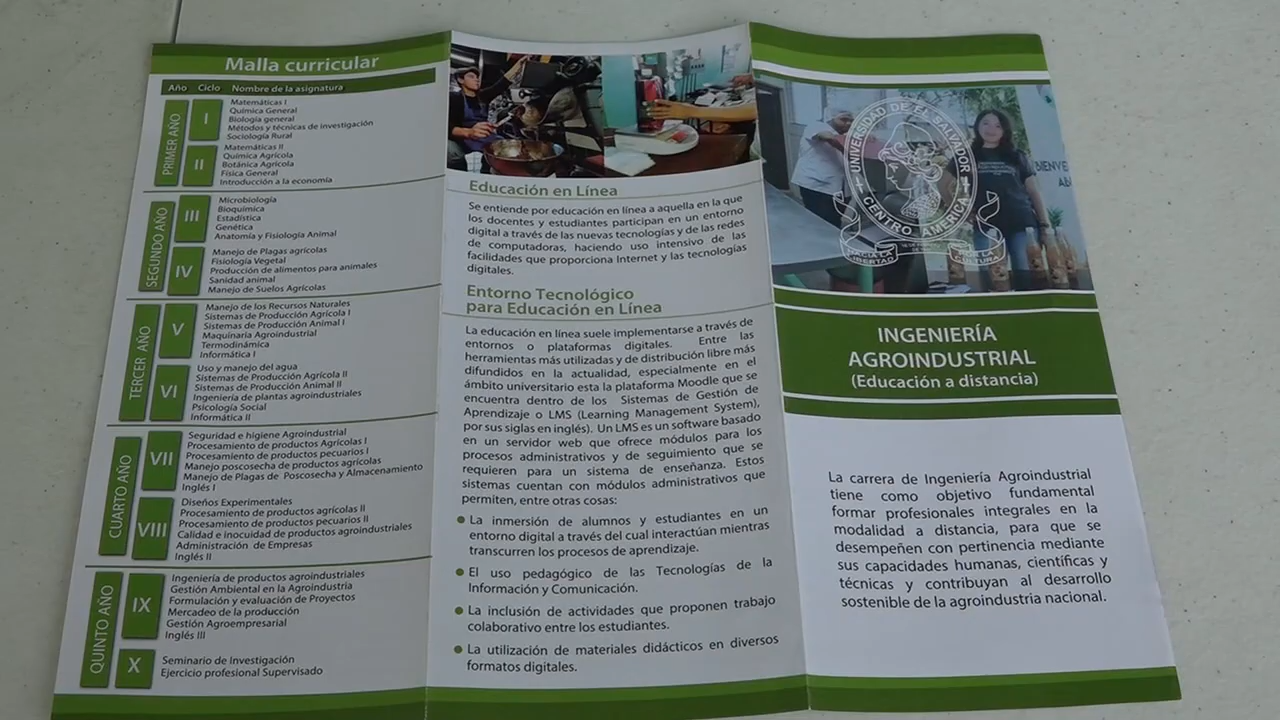 Malla curricular
Año Ciclo Nombre de la asignatura
PRIMER AÑO
I
Matemáticas I
Química General
Biología general
Métodos y técnicas de investigación
Sociología Rural
II
Matemáticas II
Química Agrícola
Botánica Agrícola
Física General
Introducción a la economía
SEGUNDO AÑO
III
Microbiología
Bioquímica
Estadística
Genética
Anatomía y Fisiología Animal
IV
Manejo de Plagas agrícolas
Fisiología Vegetal
Producción de alimentos para animales
Sanidad animal
Manejo de Suelos Agrícolas
TERCER AÑO
V
Manejo de los Recursos Naturales
Sistemas de Producción Agrícola I
Sistemas de Producción Animal I
Maquinaria Agroindustrial
Termodinámica
Informática I
VI
Uso y manejo del agua
Sistemas de Producción Agrícola II
Sistemas de Producción Animal II
Ingeniería de plantas agroindustriales
Psicología Social
Informática II
CUARTO AÑO
VII
Seguridad e higiene Agroindustrial
Procesamiento de productos Agrícolas I
Procesamiento de productos pecuarios I
Manejo poscosecha de productos agrícolas
Manejo de Plagas de Poscosecha y Almacenamiento
Inglés I
VIII
Diseños Experimentales
Procesamiento de productos agrícolas II
Procesamiento de productos pecuarios II
Calidad e inocuidad de productos agroindustriales
Administración de Empresas
Inglés II
QUINTO AÑO
IX
Ingeniería de productos agroindustriales
Gestión Ambiental en la Agroindustria
Formulación y evaluación de Proyectos
Mercadeo de la producción
Gestión Agroempresarial
Inglés III
X
Seminario de Investigación
Ejercicio profesional Supervisado
Educación en Línea
Se entiende por educación en línea a aquella en la que
los docentes y estudiantes participan en un entorno
digital a través de las nuevas tecnologías y de las redes
de computadoras, haciendo uso intensivo de las
facilidades que proporciona Internet y las tecnología
digitales.
Entorno Tecnológico
para Educación en Línea
La educación en línea suele implementarse a través de
entornos o plataformas digitales. Entre las
herramientas más utilizadas y de distribución libre más
difundidos en la actualidad, especialmente en el
ámbito universitario esta la plataforma Moodle que se
encuentra dentro de los Sistemas de Gestión de
Aprendizaje o LMS (Learning Management System),
por sus siglas en inglés). Un LMS es un software basado
en un servidor web que ofrece módulos para los
procesos administrativos y de seguimiento que se
requieren para un sistema de enseñanza. Estos
sistemas cuentan con módulos administrativos que
permiten, entre otras cosas:
● La inmersión de alumnos y estudiantes en un
entorno digital a través del cual interactúan mientras
transcurren los procesos de aprendizaje.
● El uso pedagógico de las Tecnologías de la
Información y Comunicación.
● La inclusión de actividades que proponen trabajo
colaborativo entre los estudiantes.
● La utilización de materiales didácticos en diversos
formatos digitales.
UNIVERSIDAD DE EL SALVADOR
CENTRO AMÉRICA
HACIA LA LIBERTAD
POR LA CULTURA
INGENIERÍA
AGROINDUSTRIAL
(Educación a distancia)
La carrera de Ingeniería Agroindustrial
tiene como objetivo fundamental
formar profesionales integrales en la
modalidad a distancia, para que se
desempeñen con pertinencia mediante
sus capacidades humanas, científicas y
técnicas y contribuyan al desarrollo
sostenible de la agroindustria nacional.